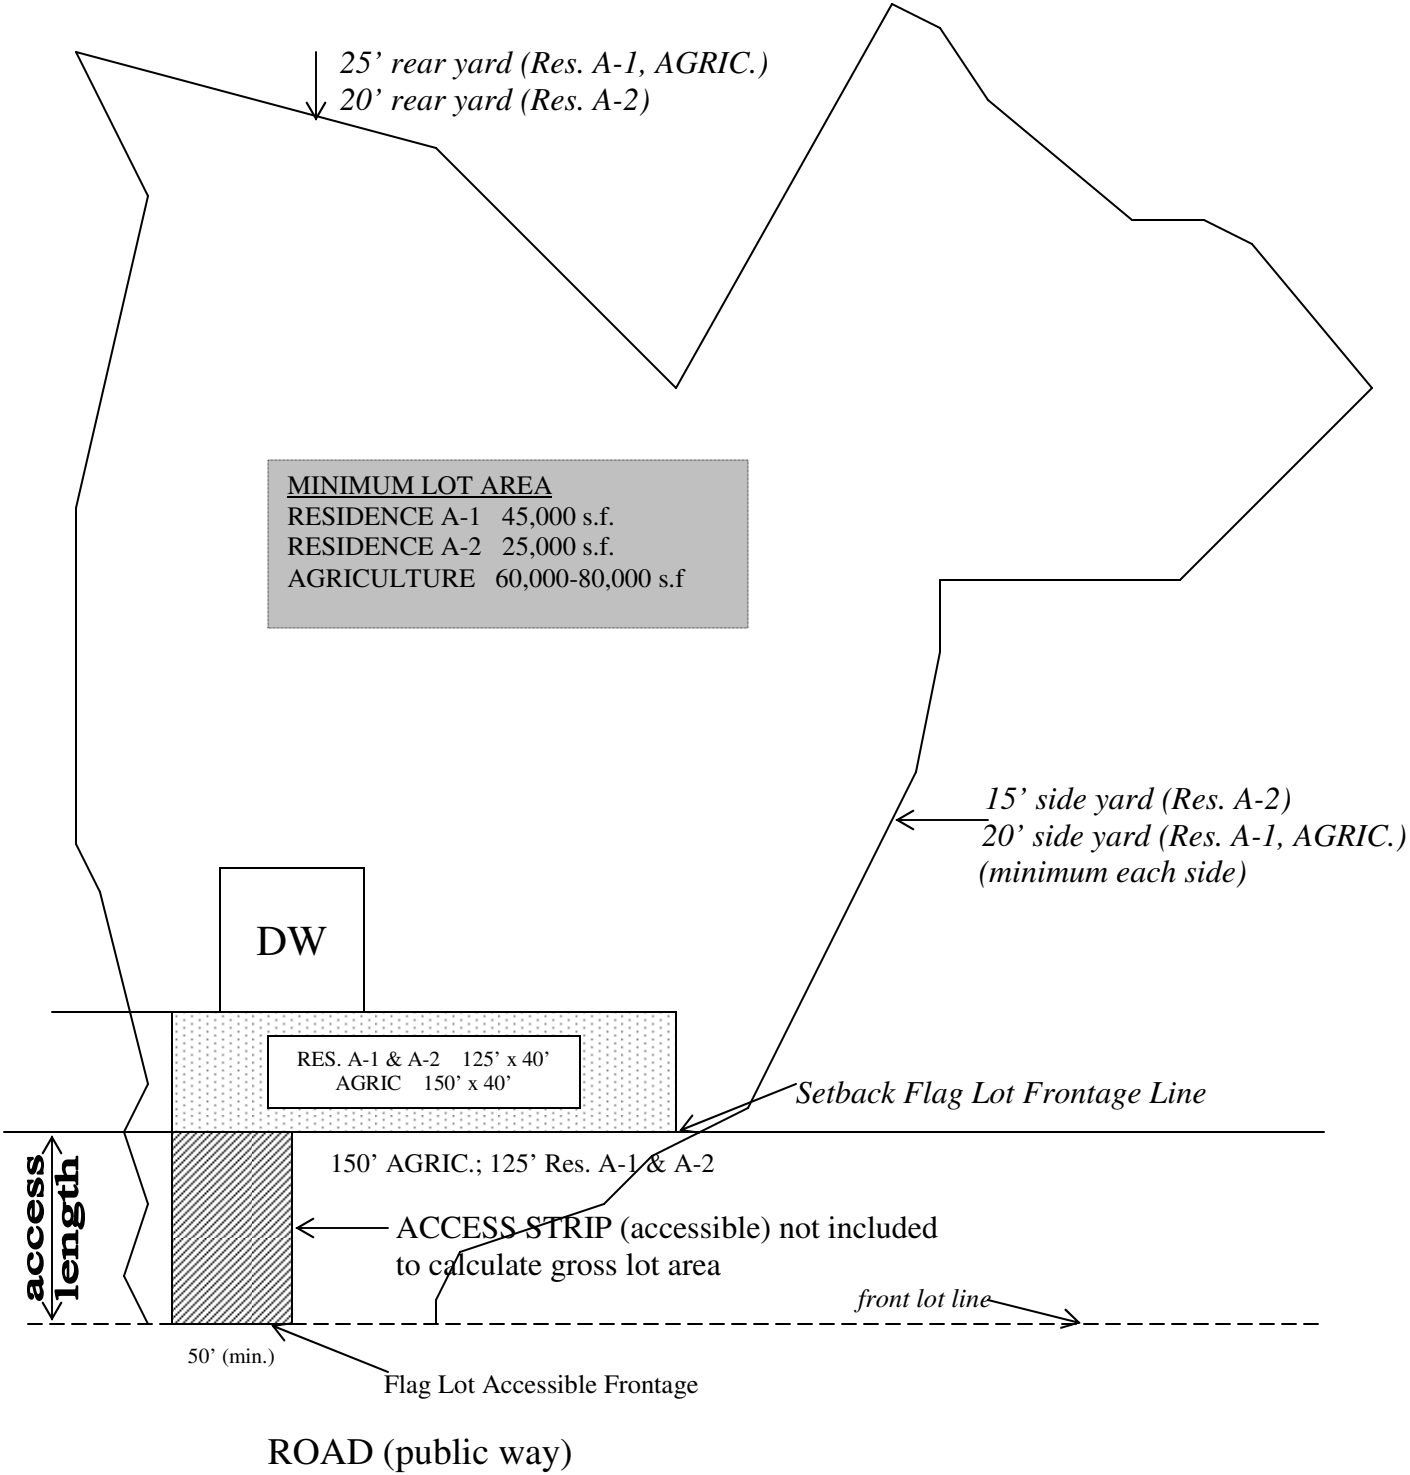 25’ rear yard (Res. A-1, AGRIC.)
20’ rear yard (Res. A-2)
MINIMUM LOT AREA
RESIDENCE A-1 45,000 s.f.
RESIDENCE A-2 25,000 s.f.
AGRICULTURE 60,000-80,000 s.f
15’ side yard (Res. A-2)
20’ side yard (Res. A-1, AGRIC.)
(minimum each side)
DW
RES. A-1 & A-2 125’ x 40’
AGRIC 150’ x 40’
Setback Flag Lot Frontage Line
150’ AGRIC.; 125’ Res. A-1 & A-2
access
length
ACCESS STRIP (accessible) not included
to calculate gross lot area
front lot line
50’ (min.)
Flag Lot Accessible Frontage
ROAD (public way)